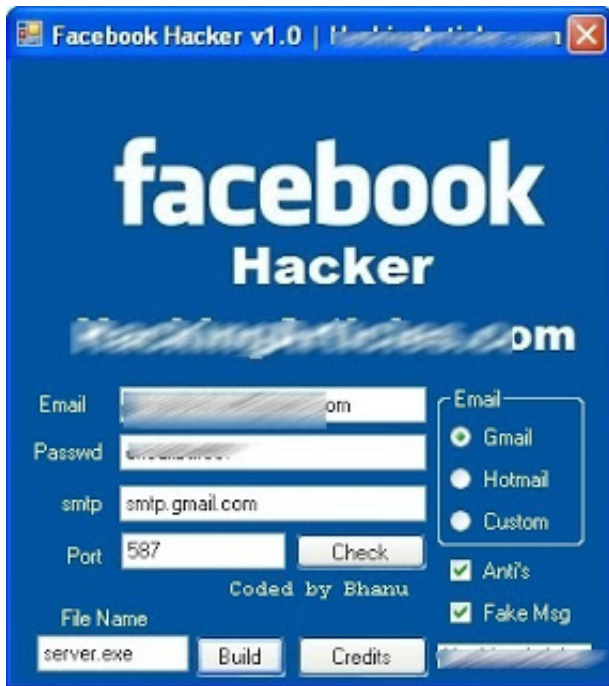 Facebook Hacker v1.0 |
facebook
Hacker
om
Email
om
Passwd
smtp
smtp.gmail.com
Port
587
Check
Coded by Bhanu
File Name
server.exe
Build
Credits
Email
Gmail
Hotmail
Custom
Anti's
Fake Msg